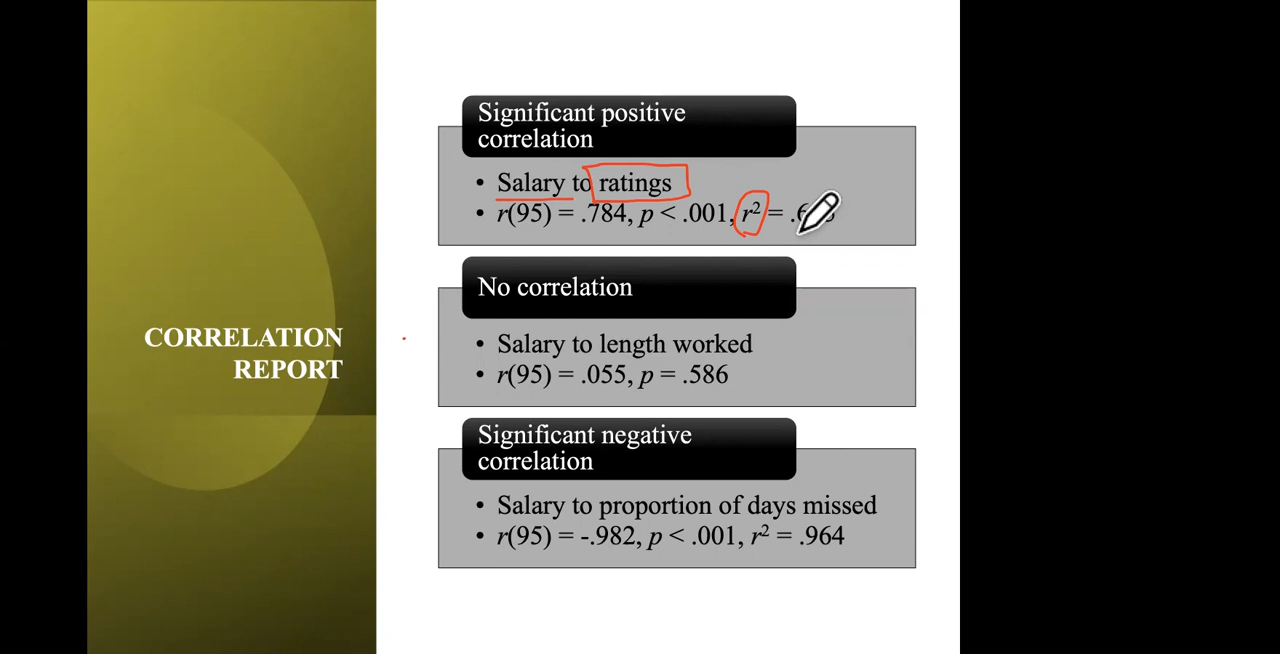 CORRELATION
REPORT
Significant positive
correlation
• Salary to ratings
• r(95) = .784, p < .001, r² =
No correlation
• Salary to length worked
• r(95) = .055, p = .586
Significant negative
correlation
• Salary to proportion of days missed
• r(95) = -.982, p < .001, r² = .964